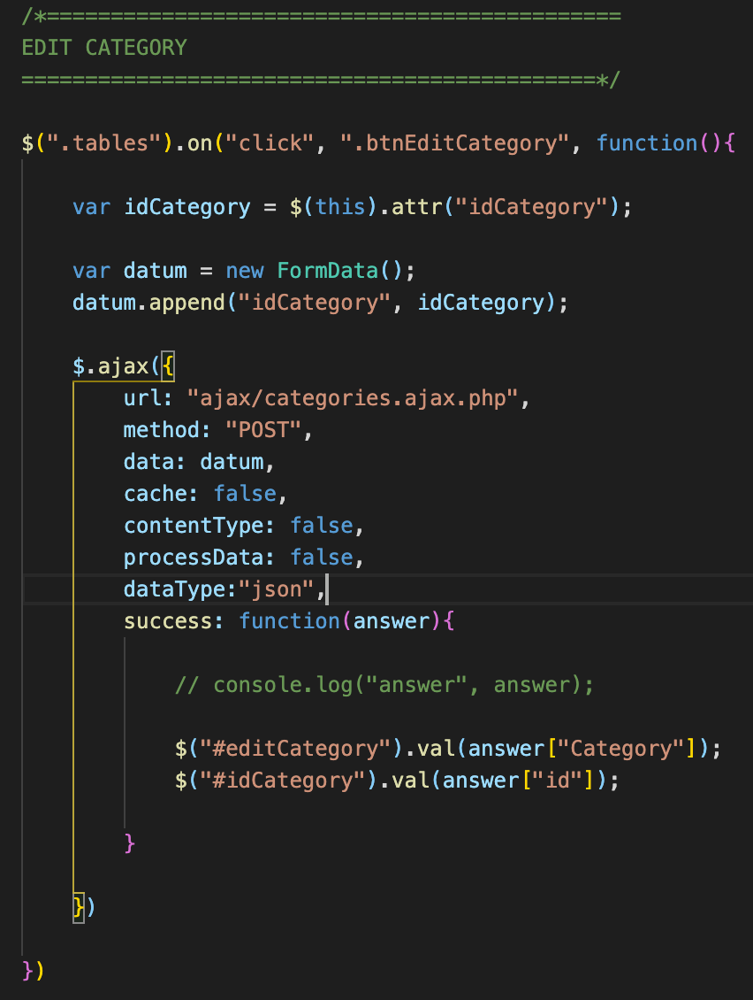 /*=============================================
EDIT CATEGORY
=============================================*/
$(".tables").on("click", ".btnEditCategory", function(){
var idCategory = $(this).attr("idCategory");
var datum = new FormData();
datum.append("idCategory", idCategory);
$.ajax({
url: "ajax/categories.ajax.php",
method: "POST",
data: datum,
cache: false,
contentType: false,
processData: false,
dataType:"json",
success: function(answer){
// console.log("answer", answer);
$("#editCategory").val(answer["Category"]);
$("#idCategory").val(answer["id"]);
}
})
})